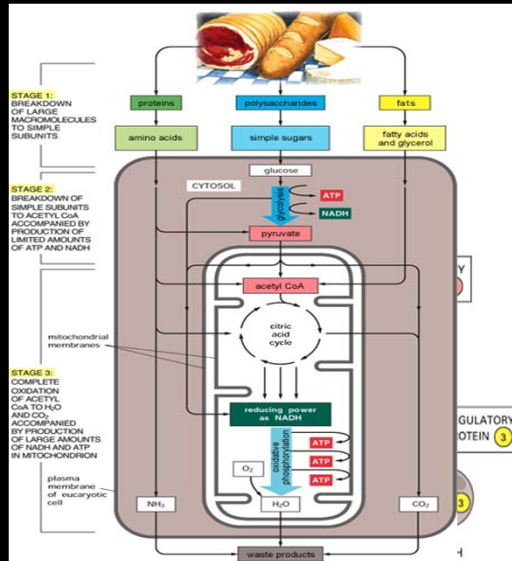 STAGE 1:
BREAKDOWN
OF LARGE
MACROMOLECULES
TO SIMPLE
SUBUNITS
proteins
polysaccharides
fats
amino acids
simple sugars
fatty acids
and glycerol
STAGE 2:
BREAKDOWN OF
SIMPLE SUBUNITS
TO ACETYL CoA
ACCOMPANIED BY
PRODUCTION OF
LIMITED AMOUNTS
OF ATP AND NADH
CYTOSOL
glucose
glycolysis
ATP
NADH
pyruvate
acetyl CoA
citric
acid
cycle
mitochondrial
membranes
STAGE 3:
COMPLETE
OXIDATION
OF ACETYL
CoA TO H2O
AND CO2
ACCOMPANIED
BY PRODUCTION
OF LARGE AMOUNTS
OF NADH AND ATP
IN MITOCHONDRION
reducing power
as NADH
oxidative
phosphorylation
ATP
ATP
ATP
O2
plasma
membrane
of eucaryotic
cell
NH3
H2O
CO2
waste products
Y
GULATORY
OTEIN 3
3
H